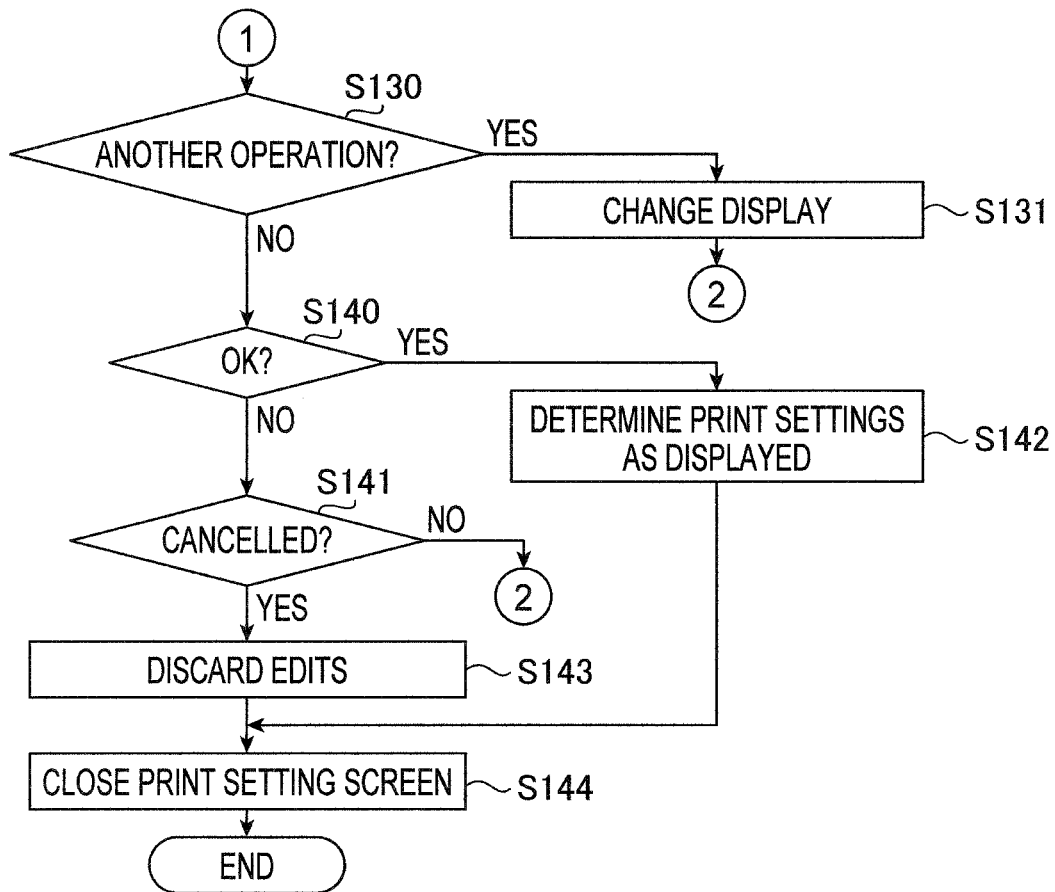 1
S130
ANOTHER OPERATION?
YES
CHANGE DISPLAY
S131
NO
2
S140
OK?
YES
DETERMINE PRINT SETTINGS
AS DISPLAYED
S142
NO
S141
CANCELLED?
NO
2
YES
DISCARD EDITS
S143
CLOSE PRINT SETTING SCREEN
S144
END